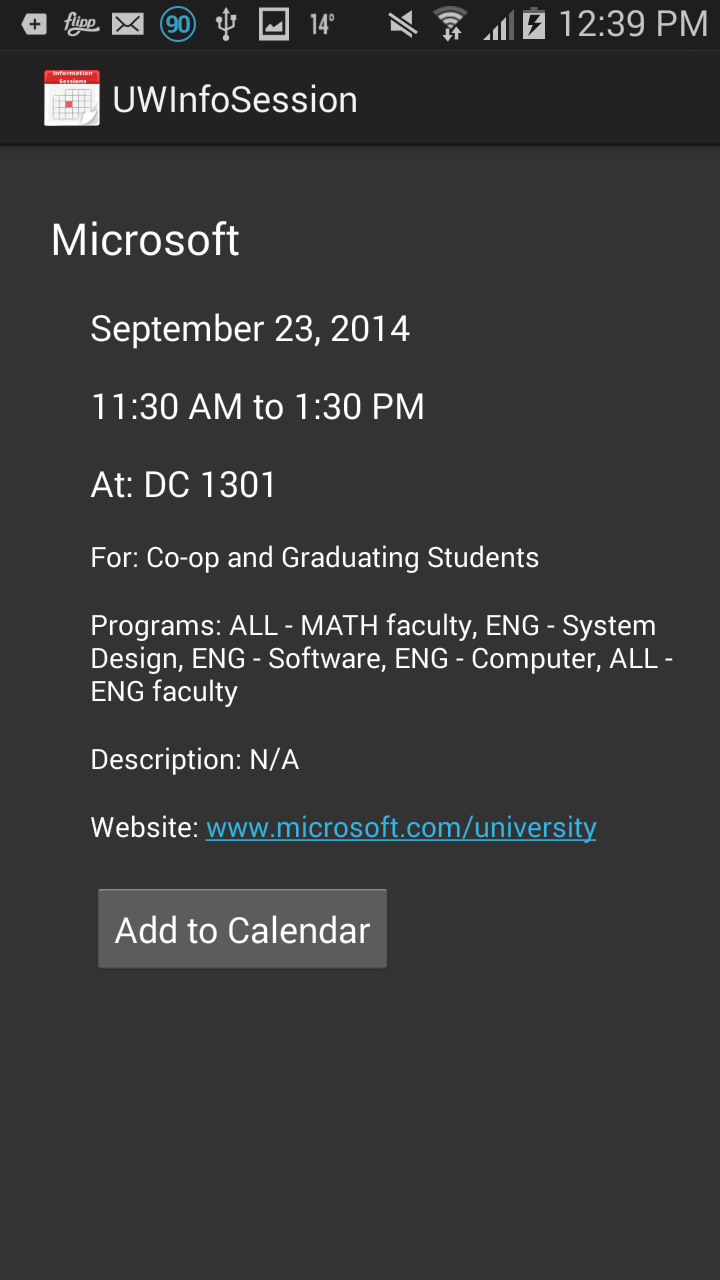 flipp 90 14° 12:39 PM
Information
Sessions
UWInfoSession
Microsoft
September 23, 2014
11:30 AM to 1:30 PM
At: DC 1301
For: Co-op and Graduating Students
Programs: ALL - MATH faculty, ENG - System
Design, ENG - Software, ENG - Computer, ALL -
ENG faculty
Description: N/A
Website: www.microsoft.com/university
Add to Calendar